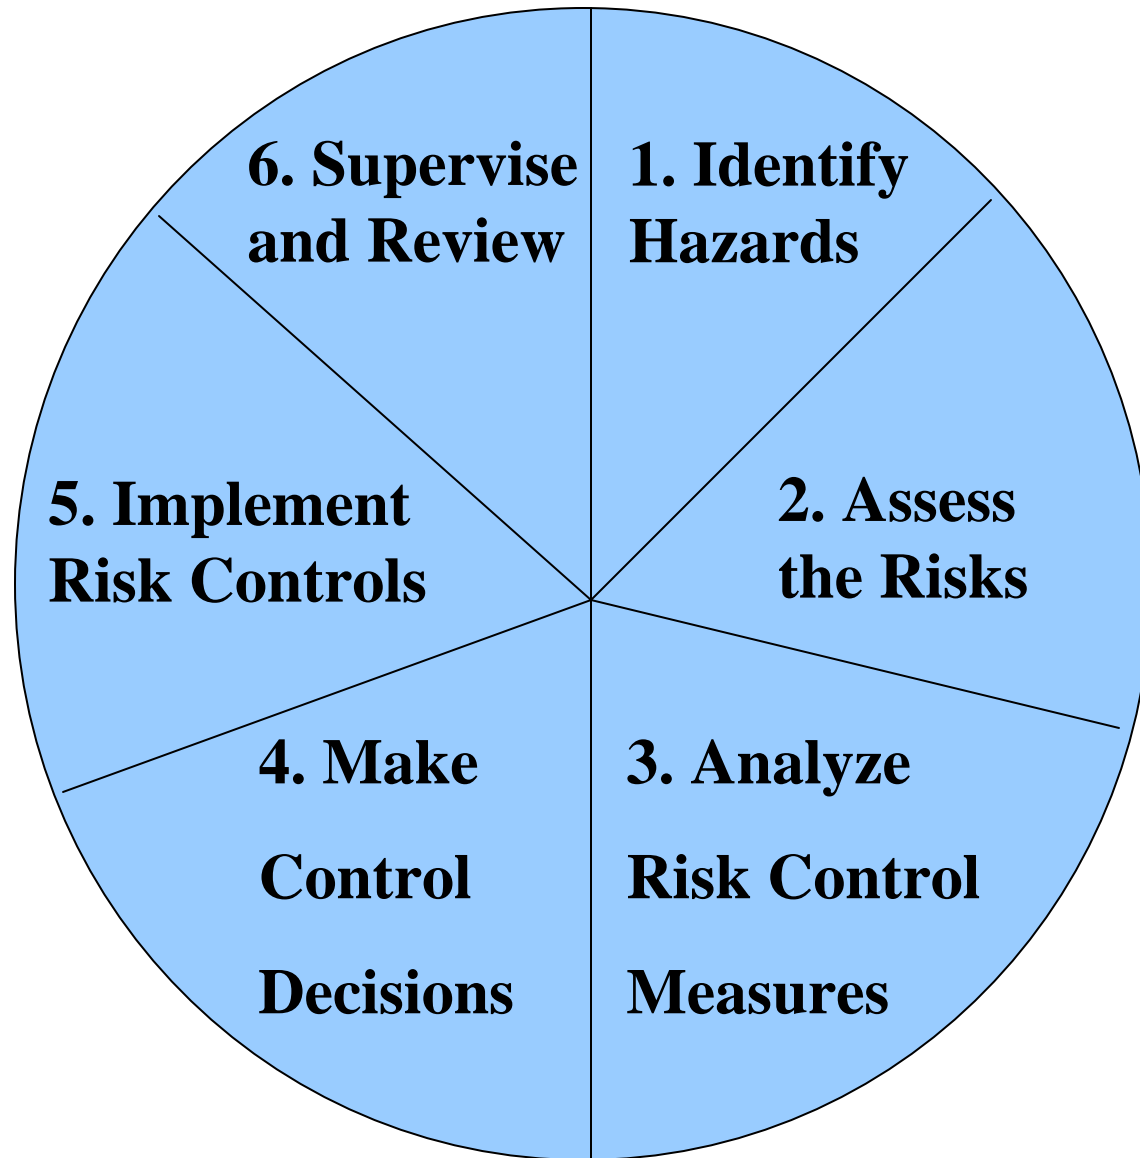 1. Identify
Hazards
2. Assess
the Risks
3. Analyze
Risk Control
Measures
4. Make
Control
Decisions
5. Implement
Risk Controls
6. Supervise
and Review